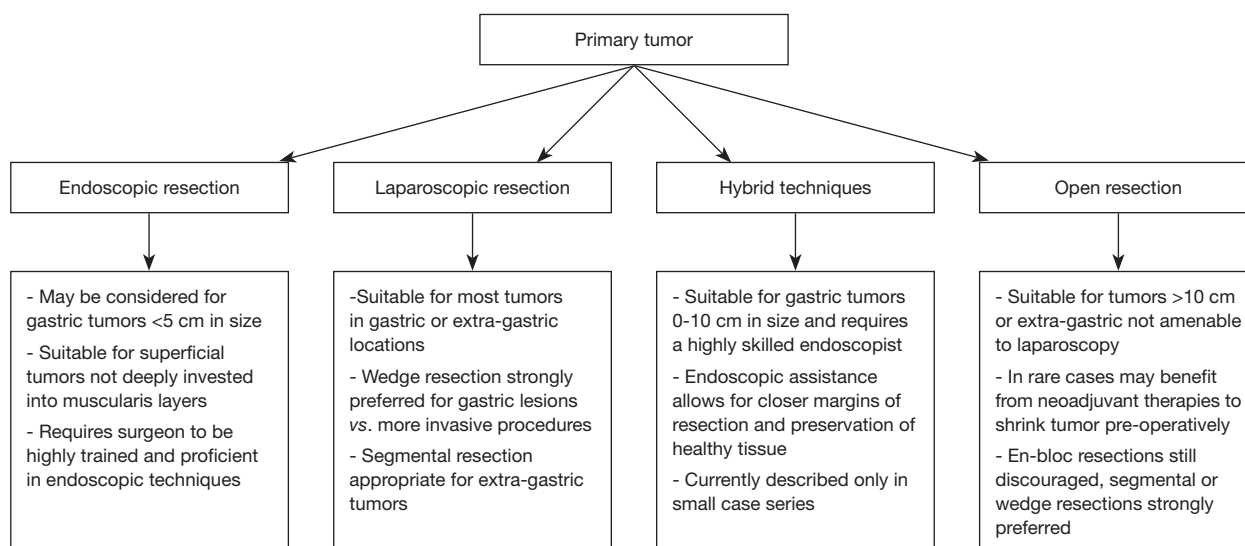 Primary tumor
Endoscopic resection
Laparoscopic resection
Hybrid techniques
Open resection
- May be considered for
gastric tumors <5 cm in size
- Suitable for superficial
tumors not deeply invested
into muscularis layers
- Requires surgeon to be
highly trained and proficient
in endoscopic techniques
-Suitable for most tumors
in gastric or extra-gastric
locations
- Wedge resection strongly
preferred for gastric lesions
vs. more invasive procedures
- Segmental resection
appropriate for extra-gastric
tumors
- Suitable for gastric tumors
0-10 cm in size and requires
a highly skilled endoscopist
- Endoscopic assistance
allows for closer margins of
resection and preservation of
healthy tissue
- Currently described only in
small case series
- Suitable for tumors >10 cm
or extra-gastric not amenable
to laparoscopy
- In rare cases may benefit
from neoadjuvant therapies to
shrink tumor pre-operatively
- En-bloc resections still
discouraged, segmental or
wedge resections strongly
preferred